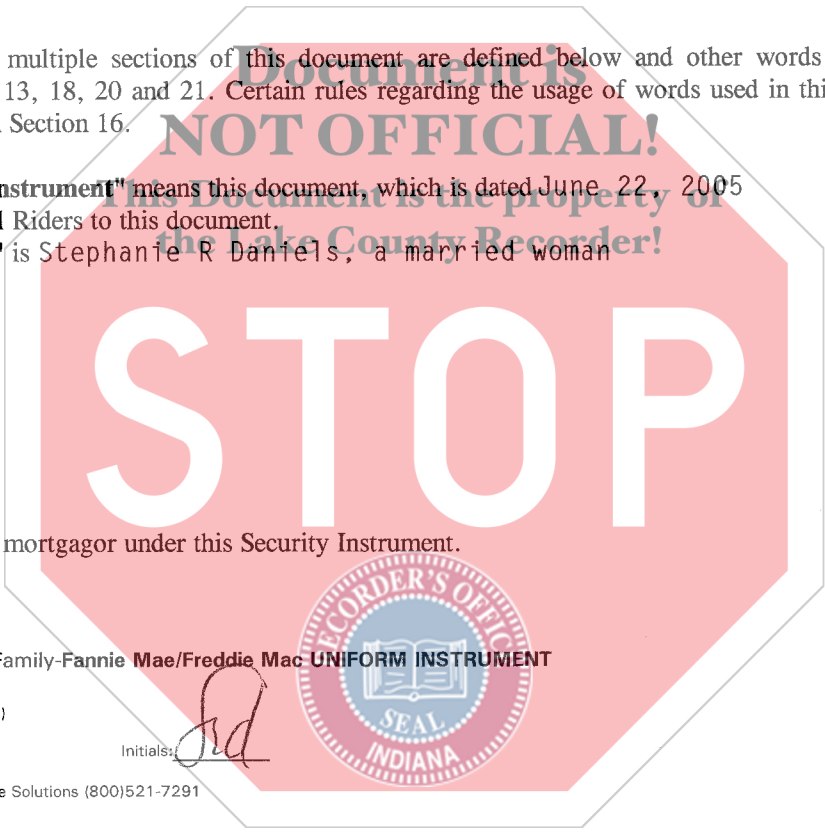 multiple sections of this document are defined below and other words
13, 18, 20 and 21. Certain rules regarding the usage of words used in thi
Section 16.
Document is
NOT OFFICIAL!
This Document is the property of
the Lake County Recorder!
nstrument" means this document, which is dated June 22, 2005
Riders to this document.
" is Stephanie R Daniels, a married woman
STOP
mortgagor under this Security Instrument.
RECORDER'S OFFICE
SEAL
INDIANA
Family-Fannie Mae/Freddie Mac UNIFORM INSTRUMENT
)
Initials: Srd
e Solutions (800)521-7291